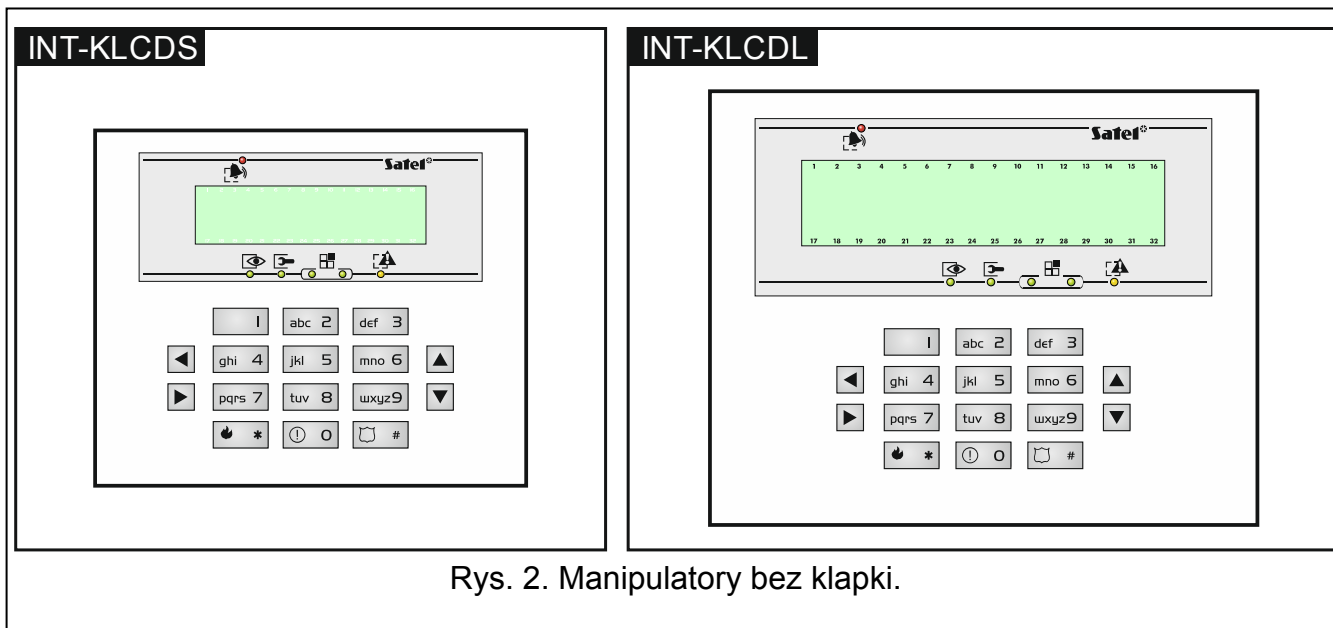 INT-KLCDS
Satel
1
abc 2
def 3
ghi 4
jkl 5
mno 6
pqrs 7
tuv 8
wxyz9
*
0
#
INT-KLCDL
Satel
1 2 3 4 5 6 7 8 9 10 11 12 13 14 15 16
17 18 19 20 21 22 23 24 25 26 27 28 29 30 31 32
1
abc 2
def 3
ghi 4
jkl 5
mno 6
pqrs 7
tuv 8
wxyz9
*
0
#
Rys. 2. Manipulatory bez klapki.